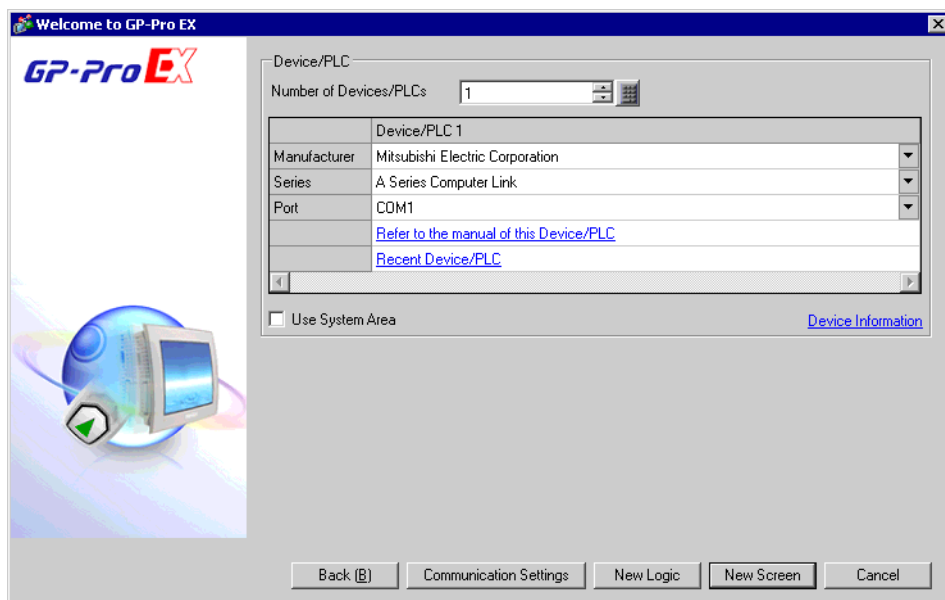 Welcome to GP-Pro EX
GP-Pro EX
Device/PLC
Number of Devices/PLCs 1
Device/PLC 1
Manufacturer Mitsubishi Electric Corporation
Series A Series Computer Link
Port COM1
Refer to the manual of this Device/PLC
Recent Device/PLC
Use System Area Device Information
Back (B) Communication Settings New Logic New Screen Cancel